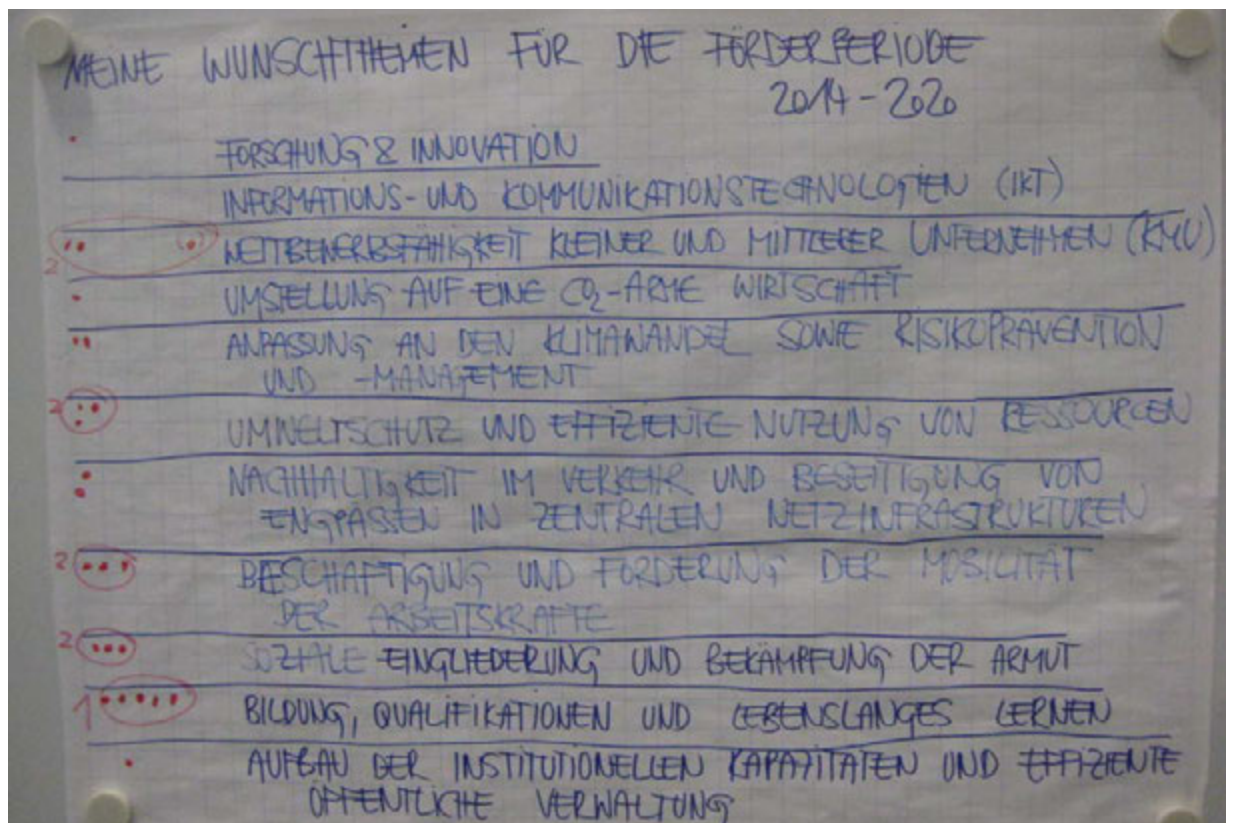 MEINE WUNSCHTHEMEN FÜR DIE FÖRDERPERIODE
2014-2020
FORSCHUNG & INNOVATION
INFORMATIONS- UND KOMMUNIKATIONSTECHNOLOGIEN (IKT)
WETTBEWERBSFÄHIGKEIT KLEINER UND MITTLERER UNTERNEHMEN (KMU)
2
UMSTELLUNG AUF EINE CO₂-ARME WIRTSCHAFT
ANPASSUNG AN DEN KLIMAWANDEL SOWIE RISIKOPRÄVENTION
UND -MANAGEMENT
2 UMWELTSCHUTZ UND EFFIZIENTE NUTZUNG VON RESSOURCEN
NACHHALTIGKEIT IM VERKEHR UND BESEITIGUNG VON
ENGPÄSSEN IN ZENTRALEN NETZINFRASTRUKTUREN
2 BESCHÄFTIGUNG UND FÖRDERUNG DER MOBILITÄT
DER ARBEITSKRÄFTE
2 SOZIALE EINGLIEDERUNG UND BEKÄMPFUNG DER ARMUT
1 BILDUNG, QUALIFIKATIONEN UND LEBENSLANGES LERNEN
AUFBAU DER INSTITUTIONELLEN KAPAZITÄTEN UND EFFIZIENTE
ÖFFENTLICHE VERWALTUNG